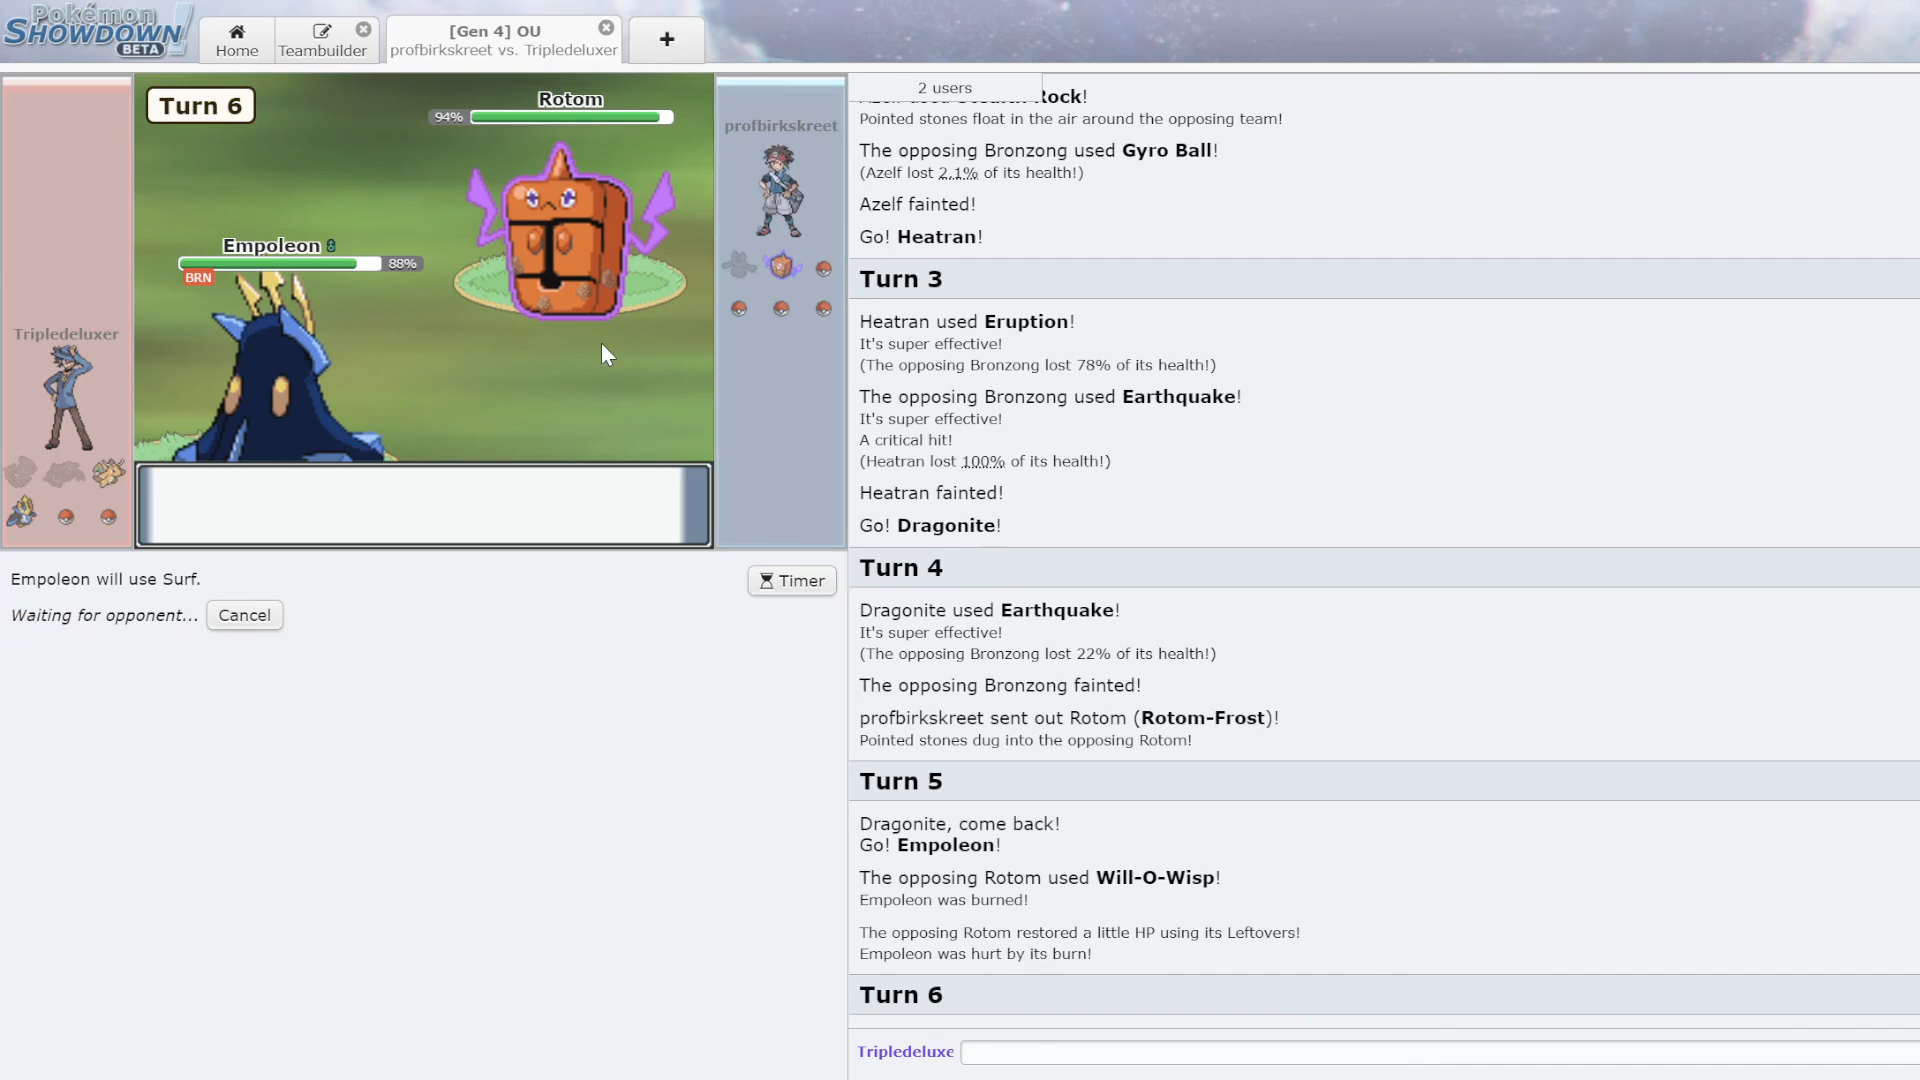 Pokémon
SHOWDOWN!
BETA
Home
Teambuilder
[Gen 4] OU
profbirkskreet vs. Tripledeluxer
+
Turn 6
Rotom
94%
Empoleon
88%
BRN
Tripledeluxer
profbirkskreet
Empoleon will use Surf.
Timer
Waiting for opponent...
Cancel
2 users
Azelf used Stealth Rock!
Pointed stones float in the air around the opposing team!
The opposing Bronzong used Gyro Ball!
(Azelf lost 2.1% of its health!)
Azelf fainted!
Go! Heatran!
Turn 3
Heatran used Eruption!
It's super effective!
(The opposing Bronzong lost 78% of its health!)
The opposing Bronzong used Earthquake!
It's super effective!
A critical hit!
(Heatran lost 100% of its health!)
Heatran fainted!
Go! Dragonite!
Turn 4
Dragonite used Earthquake!
It's super effective!
(The opposing Bronzong lost 22% of its health!)
The opposing Bronzong fainted!
profbirkskreet sent out Rotom (Rotom-Frost)!
Pointed stones dug into the opposing Rotom!
Turn 5
Dragonite, come back!
Go! Empoleon!
The opposing Rotom used Will-O-Wisp!
Empoleon was burned!
The opposing Rotom restored a little HP using its Leftovers!
Empoleon was hurt by its burn!
Turn 6
Tripledeluxe